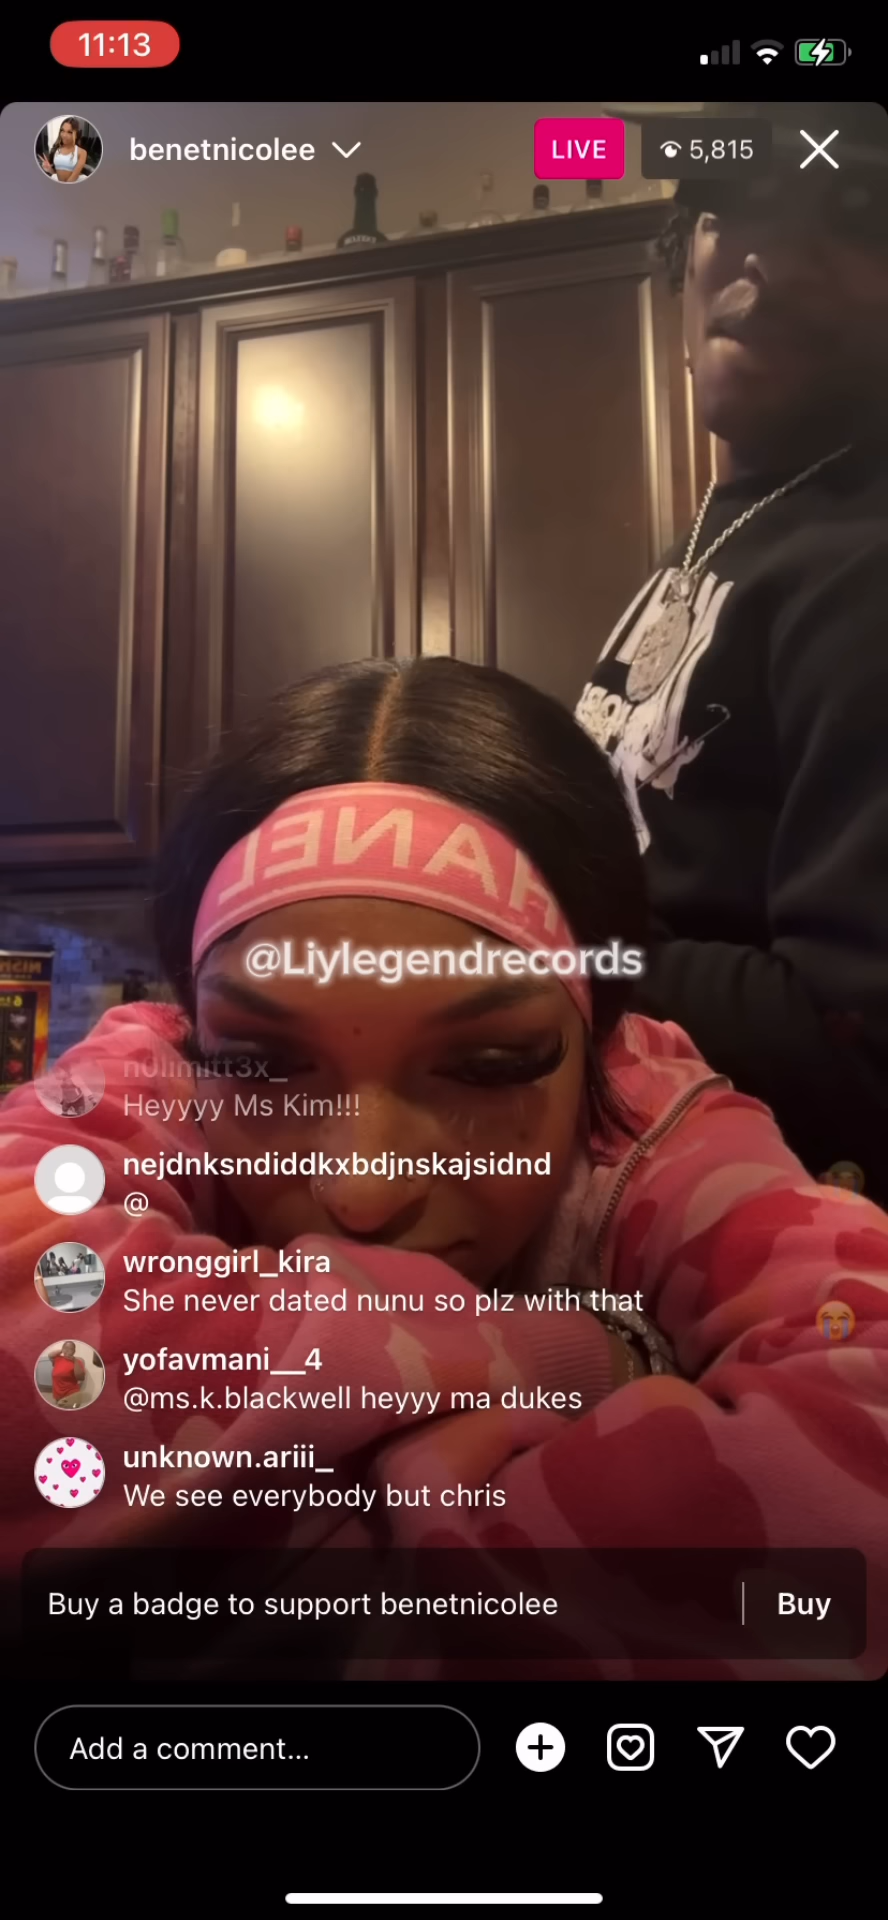 11:13
benetnicolee
LIVE
5,815
CHANEL
@Liylegendrecords
n0limitt3x_
Heyyyy Ms Kim!!!
nejdnksndiddkxbdjnskajsidnd
@
wronggirl_kira
She never dated nunu so plz with that
yofavmani__4
@ms.k.blackwell heyyy ma dukes
unknown.ariii_
We see everybody but chris
Buy a badge to support benetnicolee
Buy
Add a comment...